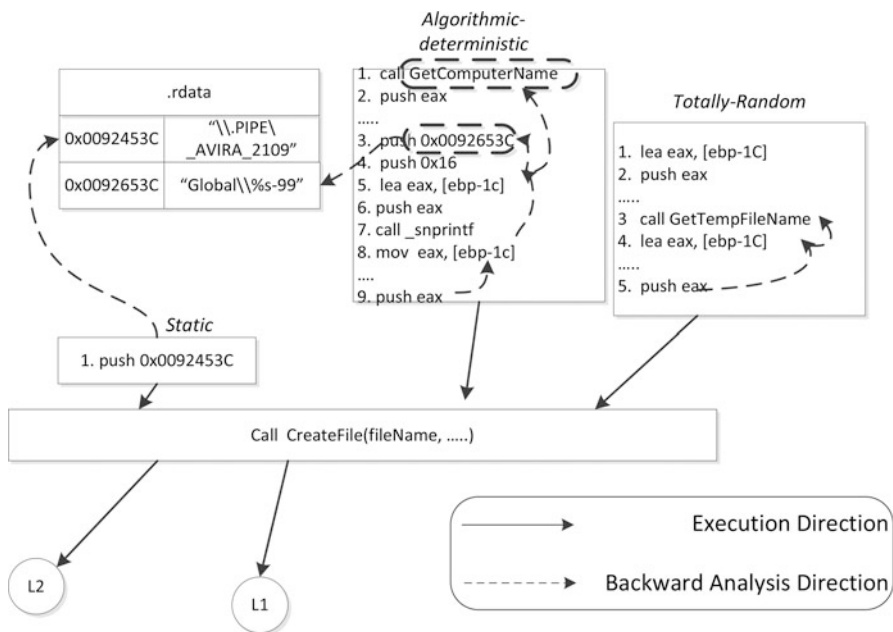 Algorithmic-
deterministic
1. call GetComputerName
2. push eax
.....
3. push 0x0092653C
4. push 0x16
5. lea eax, [ebp-1c]
6. push eax
7. call _snprintf
8. mov eax, [ebp-1c]
....
9. push eax
.rdata
0x0092453C
“\\.PIPE\
_AVIRA_2109”
0x0092653C
“Global\\%s-99”
Totally-Random
1. lea eax, [ebp-1C]
2. push eax
.....
3 call GetTempFileName
4. lea eax, [ebp-1C]
.....
5. push eax
Static
1. push 0x0092453C
Call CreateFile(fileName, …..)
L2
L1
Execution Direction
Backward Analysis Direction